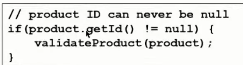 // product ID can never be null
if(product.getId() != null) {
    validateProduct(product);
}